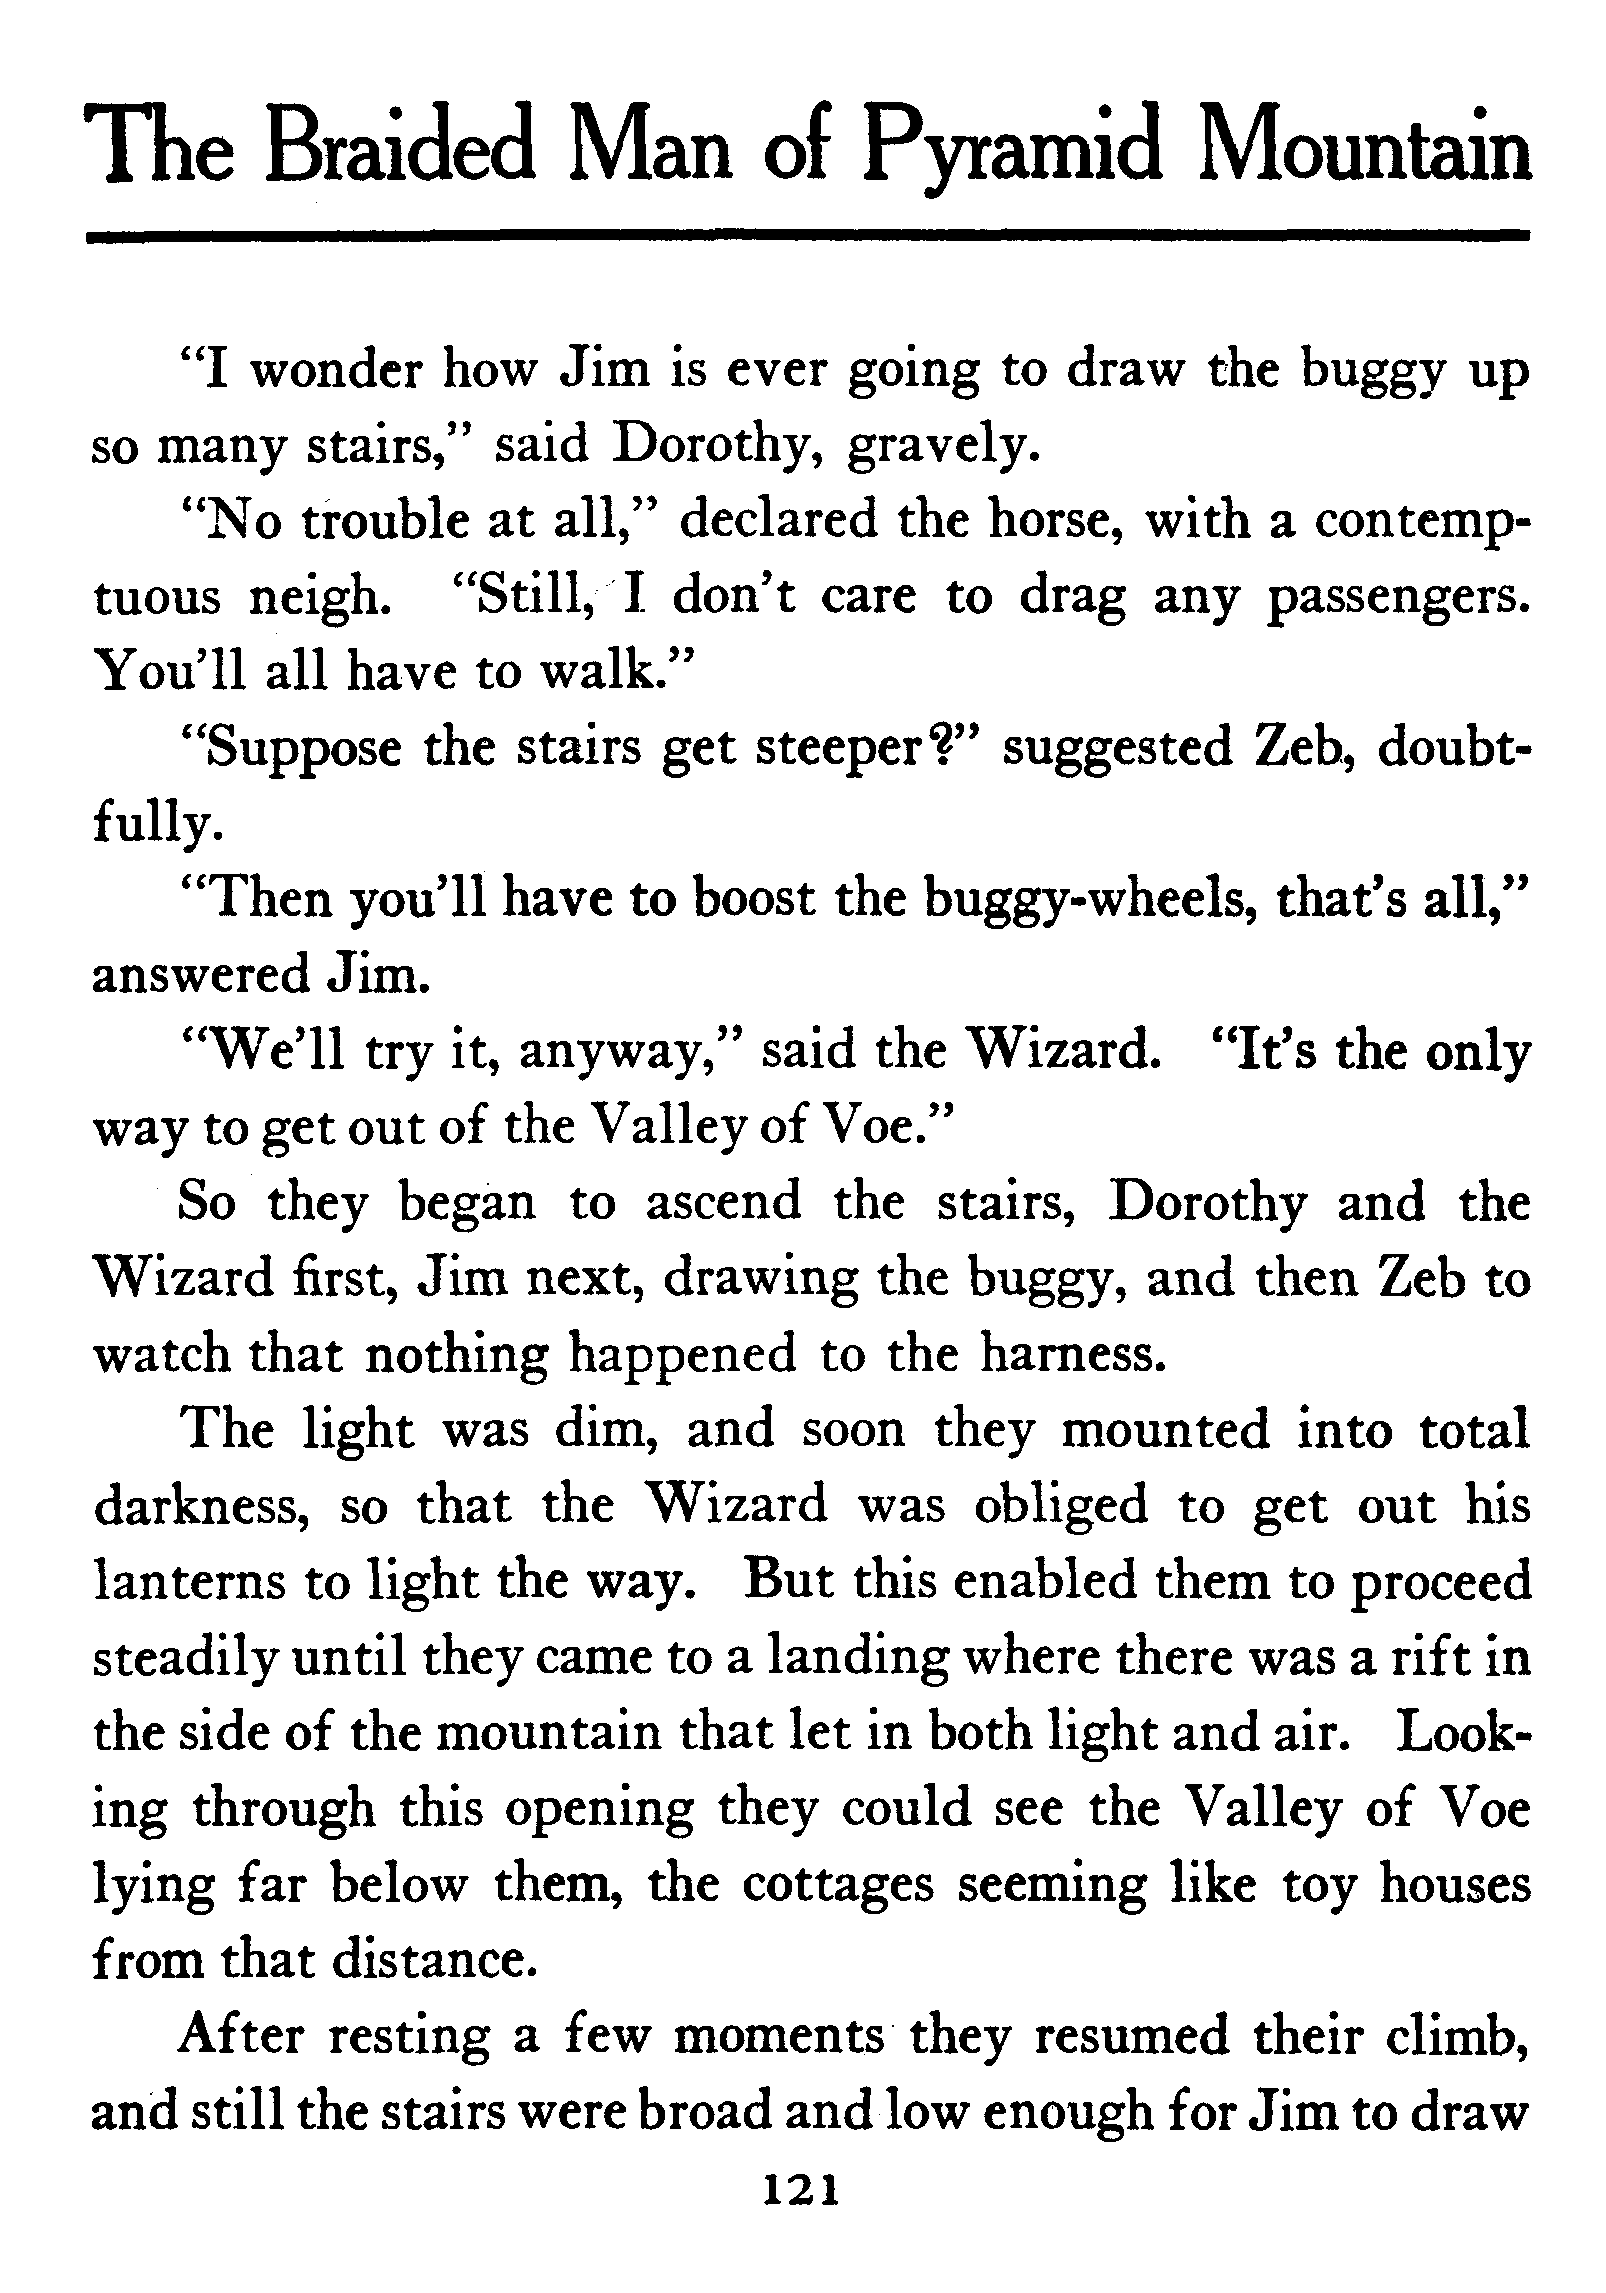 The Braided Man of Pyramid Mountain
“I wonder how Jim is ever going to draw the buggy up
so many stairs,” said Dorothy, gravely.
“No trouble at all,” declared the horse, with a contemp-
tuous neigh. “Still, I don’t care to drag any passengers.
You’ll all have to walk.”
“Suppose the stairs get steeper?” suggested Zeb, doubt-
fully.
“Then you’ll have to boost the buggy-wheels, that’s all,”
answered Jim.
“We’ll try it, anyway,” said the Wizard. “It’s the only
way to get out of the Valley of Voe.”
So they began to ascend the stairs, Dorothy and the
Wizard first, Jim next, drawing the buggy, and then Zeb to
watch that nothing happened to the harness.
The light was dim, and soon they mounted into total
darkness, so that the Wizard was obliged to get out his
lanterns to light the way. But this enabled them to proceed
steadily until they came to a landing where there was a rift in
the side of the mountain that let in both light and air. Look-
ing through this opening they could see the Valley of Voe
lying far below them, the cottages seeming like toy houses
from that distance.
After resting a few moments they resumed their climb,
and still the stairs were broad and low enough for Jim to draw
121